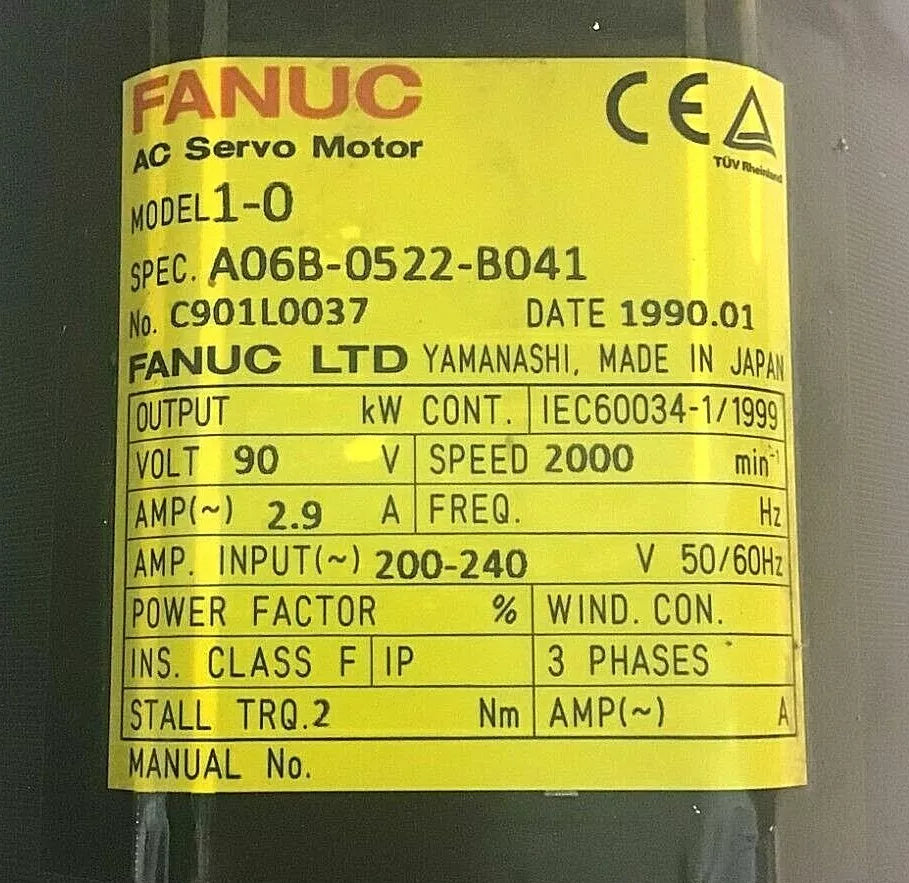 FANUC
CE
TÜV Rheinland
AC Servo Motor
MODEL 1-0
SPEC. A06B-0522-B041
No. C901L0037 DATE 1990.01
FANUC LTD YAMANASHI, MADE IN JAPAN
OUTPUT kW CONT. IEC60034-1/1999
VOLT 90 V SPEED 2000 min⁻¹
AMP(~) 2.9 A FREQ. Hz
AMP. INPUT(~) 200-240 V 50/60Hz
POWER FACTOR % WIND. CON.
INS. CLASS F IP 3 PHASES
STALL TRQ.2 Nm AMP(~) A
MANUAL No.